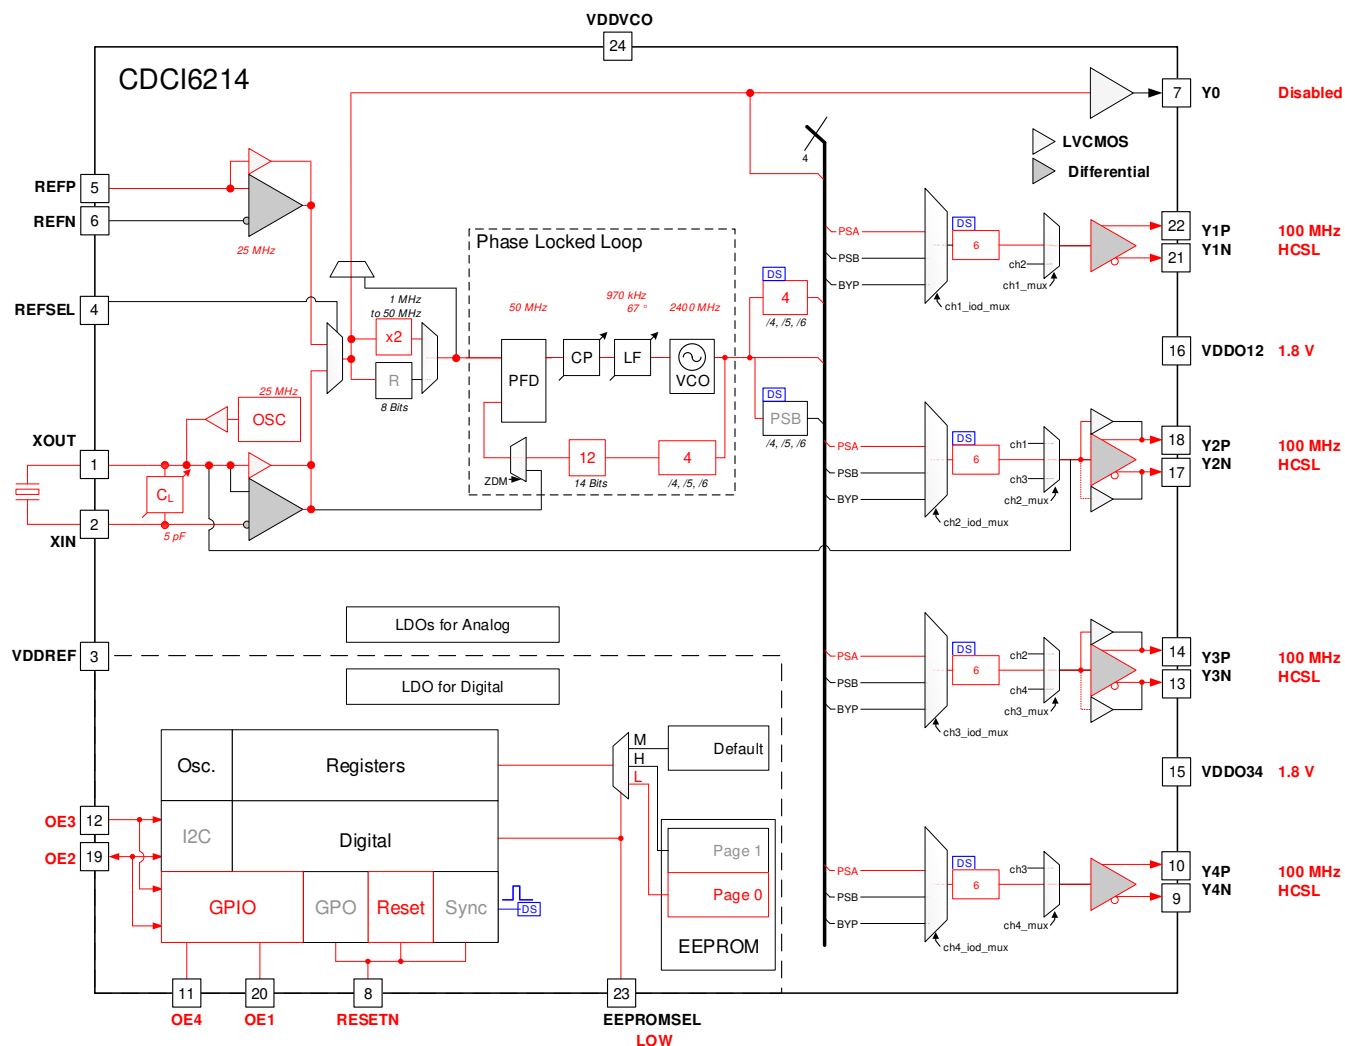 VDDVCO
24
CDCI6214
7
Y0
Disabled
LVCMOS
Differential
4
REFP
5
REFN
6
25 MHz
REFSEL
4
Phase Locked Loop
1 MHz
to 50 MHz
x2
R
8 Bits
50 MHz
970 kHz
67 °
2400 MHz
PFD
CP
LF
VCO
DS
4
/4, /5, /6
DS
PSB
/4, /5, /6
12
14 Bits
4
/4, /5, /6
ZDM
25 MHz
OSC
XOUT
1
CL
2
XIN
5 pF
PSA
PSB
BYP
DS
6
ch2
ch1_mux
ch1_iod_mux
22
21
Y1P
Y1N
100 MHz
HCSL
16
VDDO12
1.8 V
PSA
PSB
BYP
DS
6
ch1
ch3
ch2_mux
ch2_iod_mux
18
17
Y2P
Y2N
100 MHz
HCSL
VDDREF
3
LDOs for Analog
LDO for Digital
PSA
PSB
BYP
DS
6
ch2
ch4
ch3_mux
ch3_iod_mux
14
13
Y3P
Y3N
100 MHz
HCSL
15
VDDO34
1.8 V
PSA
PSB
BYP
DS
6
ch3
ch4_mux
ch4_iod_mux
10
9
Y4P
Y4N
100 MHz
HCSL
Osc.
Registers
M
H
L
Default
OE3
12
OE2
19
I2C
Digital
Page 1
Page 0
EEPROM
GPIO
GPO
Reset
Sync
DS
11
20
8
23
OE4
OE1
RESETN
EEPROMSEL
LOW